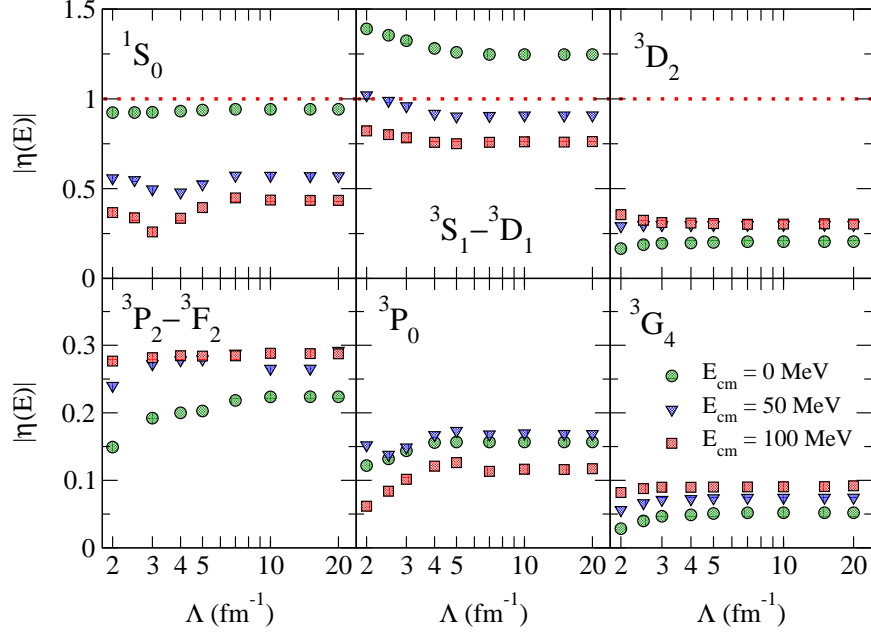 1.5
1
0.5
0
|η(E)|
¹S₀
³S₁−³D₁
³D₂
0.3
0.2
0.1
0
|η(E)|
³P₂−³F₂
³P₀
³G₄
E_cm = 0 MeV
E_cm = 50 MeV
E_cm = 100 MeV
2 3 4 5 10 20
2 3 4 5 10 20
2 3 4 5 10 20
Λ (fm⁻¹)
Λ (fm⁻¹)
Λ (fm⁻¹)